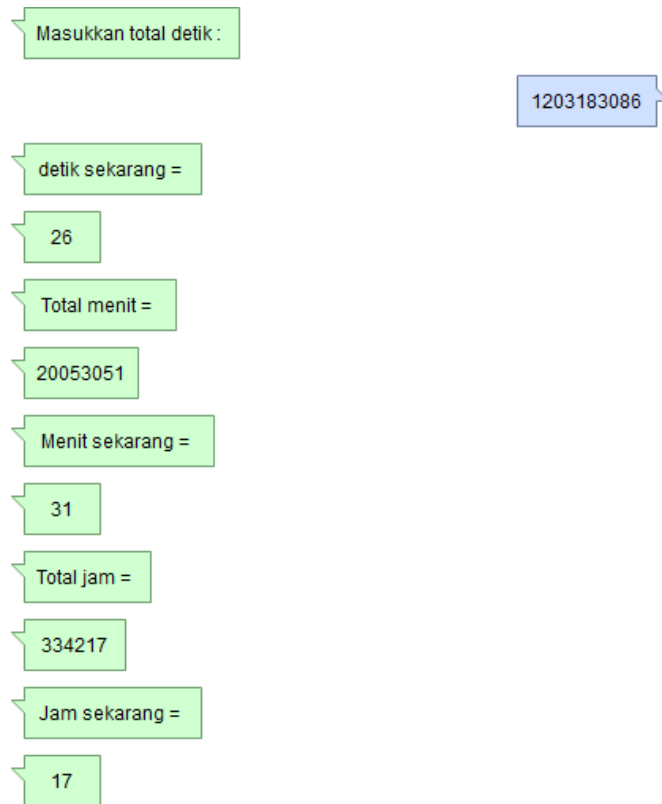 Masukkan total detik :
1203183086
detik sekarang =
26
Total menit =
20053051
Menit sekarang =
31
Total jam =
334217
Jam sekarang =
17